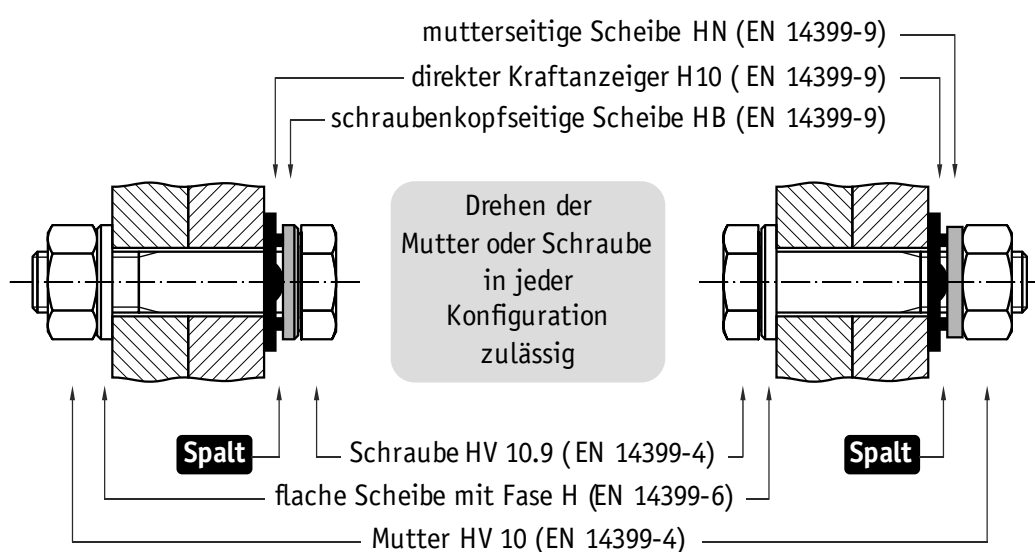 mutterseitige Scheibe HN (EN 14399-9)
direkter Kraftanzeiger H10 ( EN 14399-9)
schraubenkopfseitige Scheibe HB (EN 14399-9)
Drehen der
Mutter oder Schraube
in jeder
Konfiguration
zulässig
Spalt
Spalt
Schraube HV 10.9 ( EN 14399-4)
flache Scheibe mit Fase H (EN 14399-6)
Mutter HV 10 (EN 14399-4)